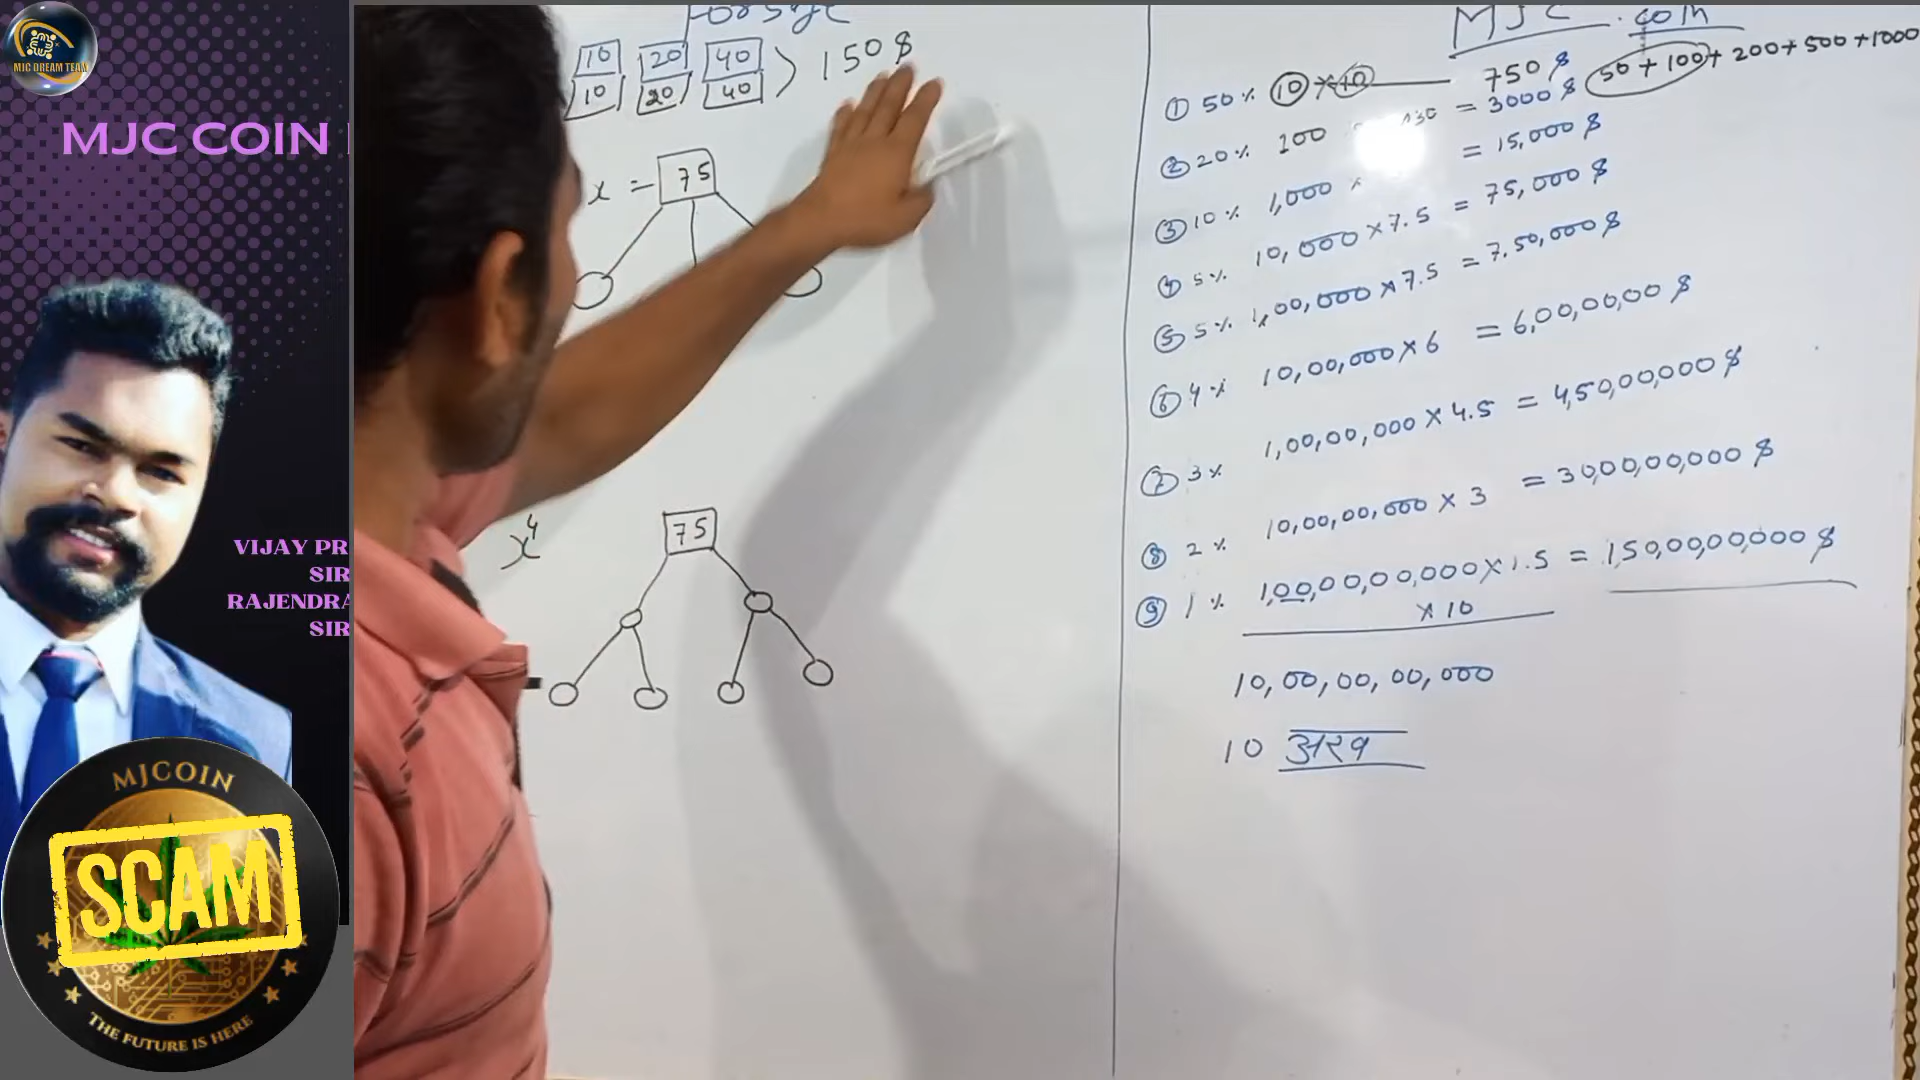 MJC DREAM TEAM
MJC COIN
VIJAY PR
SIR
RAJENDRA
SIR
MJCOIN
SCAM
THE FUTURE IS HERE
Forsage
10 20 40
10 20 40
150 $
x = 75
x⁴
75
MJC.com
① 50% 10 × 10 750 $ 50 + 100 + 200 + 500 + 1000
② 20% 100 = 3000 $
③ 10% 1,000 × = 15,000 $
④ 5% 10,000 × 7.5 = 75,000 $
⑤ 5% 1,00,000 × 7.5 = 7.50,000 $
⑥ 4% 10,00,000 × 6 = 6,00,00,00 $
⑦ 3% 1,00,00,000 × 4.5 = 4,50,00,000 $
⑧ 2% 10,00,00,000 × 3 = 30,00,00,000 $
⑨ 1% 1,00,00,00,000 × 1.5 = 1,50,00,00,000 $
× 10
10,00,00,00,000
10 अरब